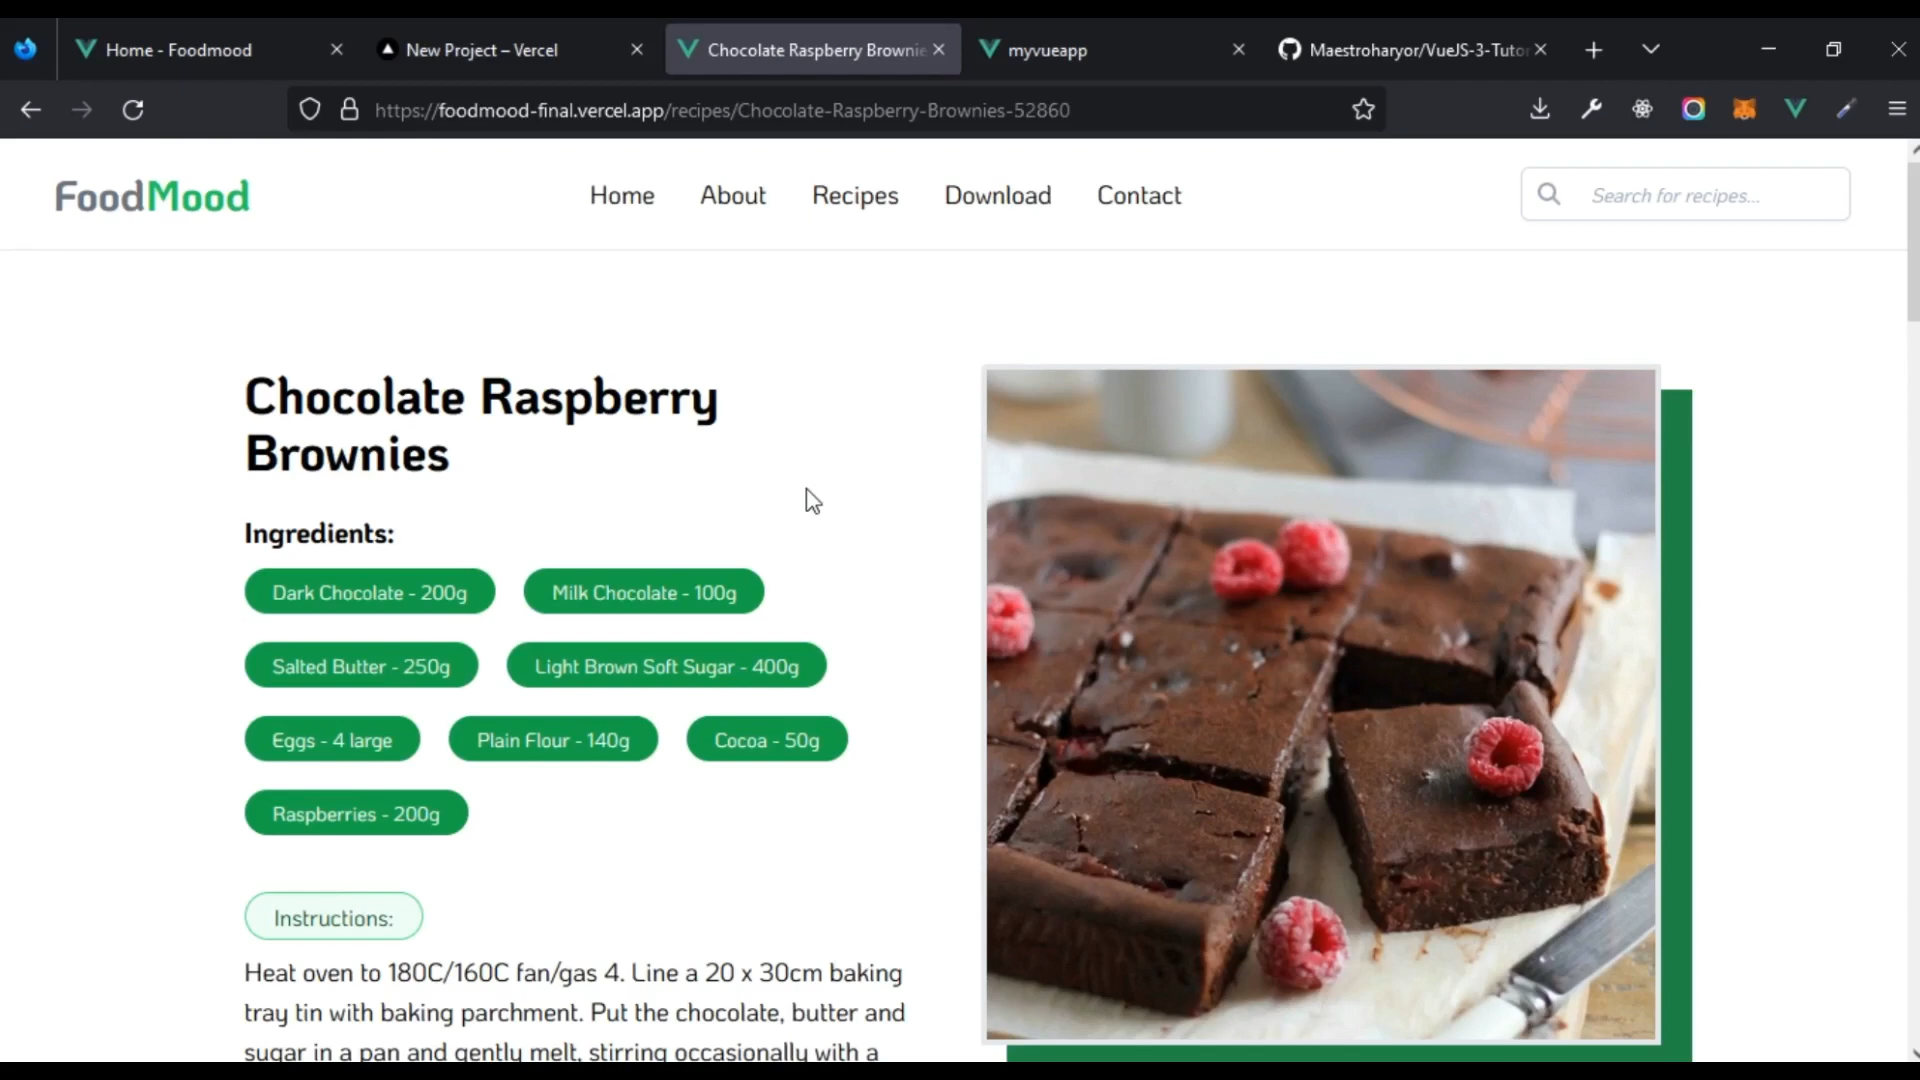 Home - Foodmood
New Project – Vercel
Chocolate Raspberry Brownie
myvueapp
Maestroharyor/VueJS-3-Tutor
https://foodmood-final.vercel.app/recipes/Chocolate-Raspberry-Brownies-52860
FoodMood
Home
About
Recipes
Download
Contact
Search for recipes...
Chocolate Raspberry
Brownies
Ingredients:
Dark Chocolate - 200g
Milk Chocolate - 100g
Salted Butter - 250g
Light Brown Soft Sugar - 400g
Eggs - 4 large
Plain Flour - 140g
Cocoa - 50g
Raspberries - 200g
Instructions:
Heat oven to 180C/160C fan/gas 4. Line a 20 x 30cm baking
tray tin with baking parchment. Put the chocolate, butter and
sugar in a pan and gently melt, stirring occasionally with a